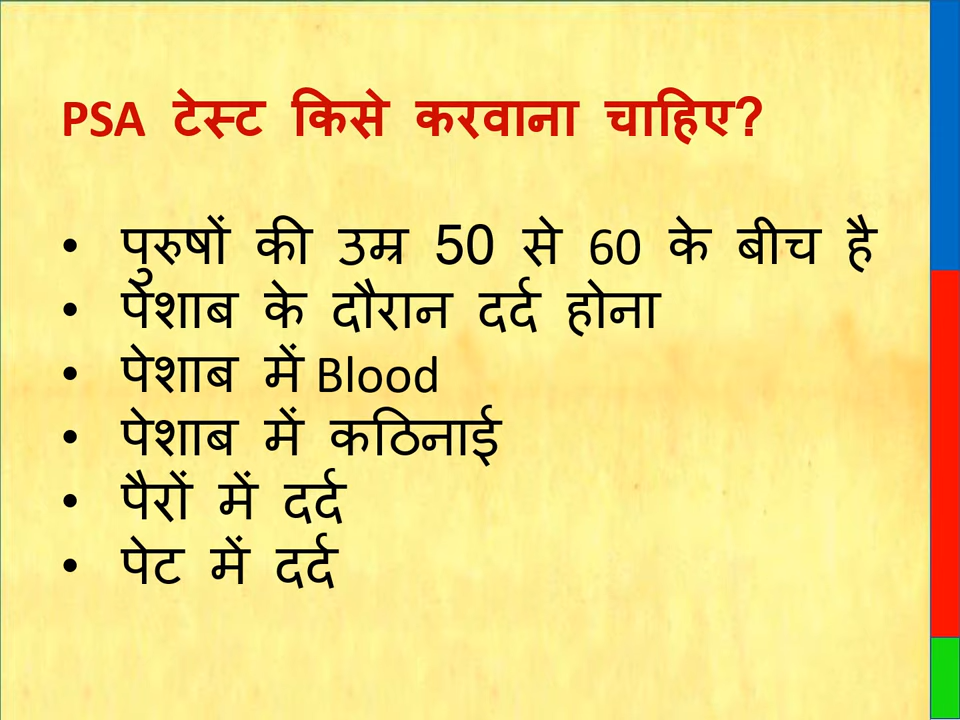 PSA टेस्ट किसे करवाना चाहिए?
• पुरुषों की उम्र 50 से 60 के बीच है
• पेशाब के दौरान दर्द होना
• पेशाब में Blood
• पेशाब में कठिनाई
• पैरों में दर्द
• पेट में दर्द